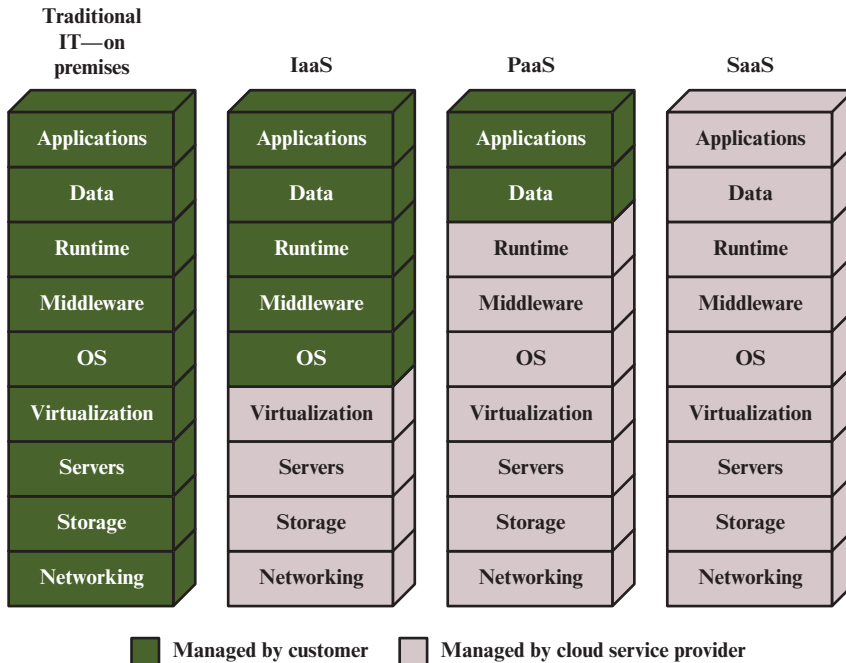 Traditional
IT—on
premises
IaaS
PaaS
SaaS
Applications
Data
Runtime
Middleware
OS
Virtualization
Servers
Storage
Networking
Applications
Data
Runtime
Middleware
OS
Virtualization
Servers
Storage
Networking
Applications
Data
Runtime
Middleware
OS
Virtualization
Servers
Storage
Networking
Applications
Data
Runtime
Middleware
OS
Virtualization
Servers
Storage
Networking
Managed by customer
Managed by cloud service provider